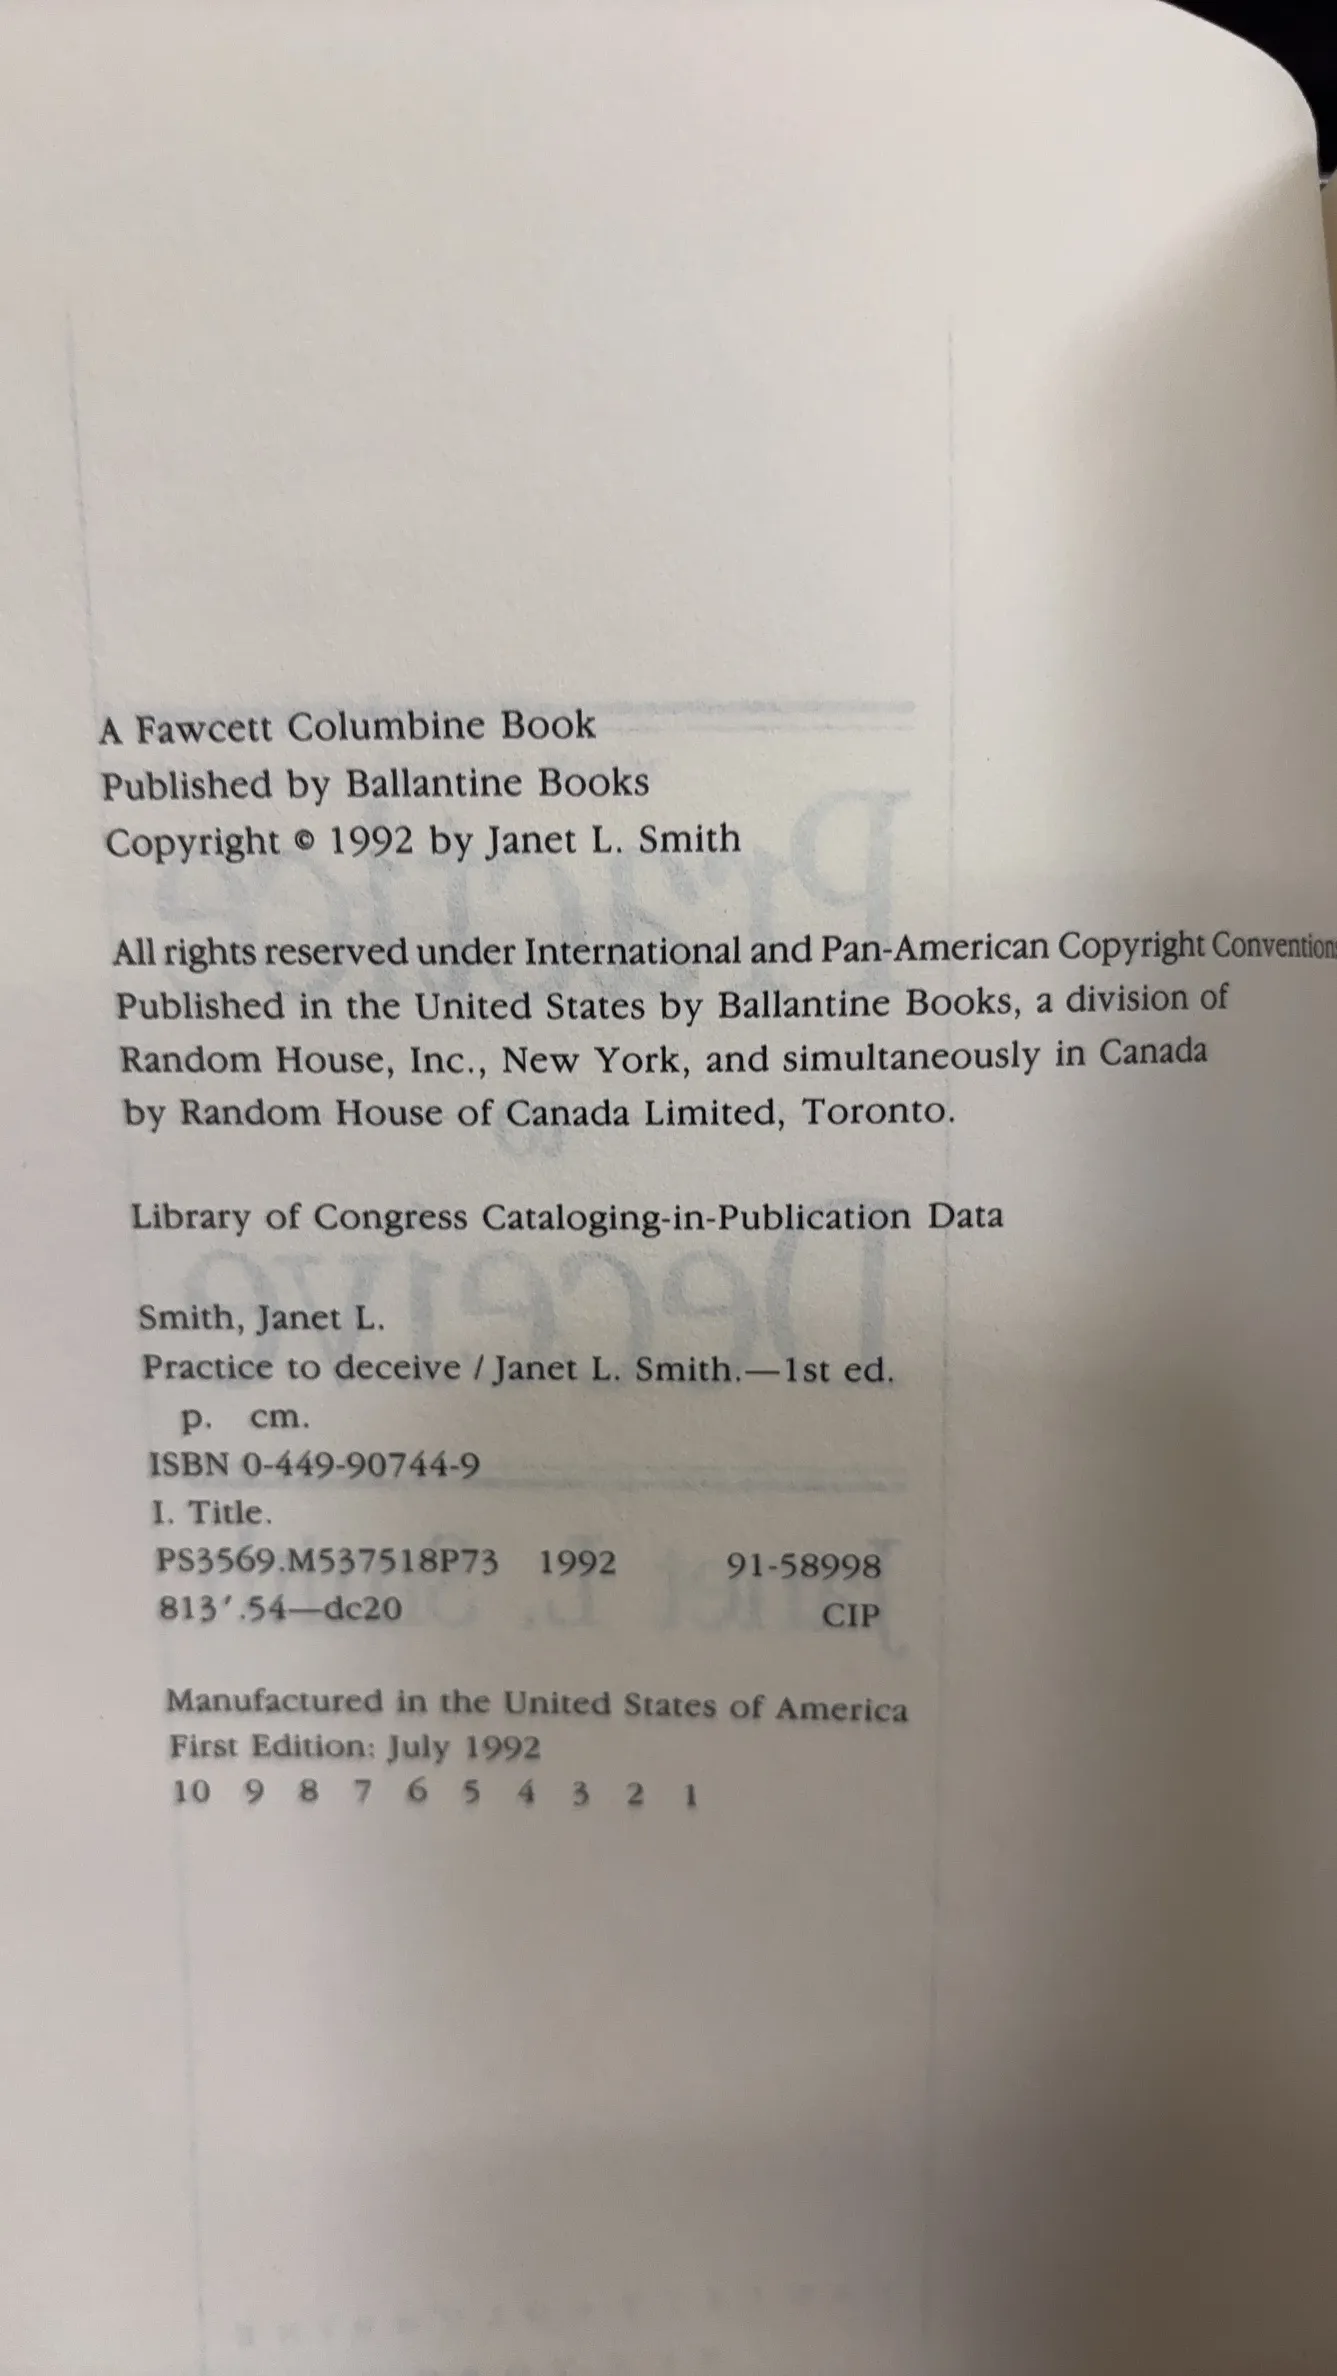 A Fawcett Columbine Book
Published by Ballantine Books
Copyright © 1992 by Janet L. Smith
All rights reserved under International and Pan-American Copyright Conventions
Published in the United States by Ballantine Books, a division of
Random House, Inc., New York, and simultaneously in Canada
by Random House of Canada Limited, Toronto.
Library of Congress Cataloging-in-Publication Data
Smith, Janet L.
Practice to deceive / Janet L. Smith.—1st ed.
p. cm.
ISBN 0-449-90744-9
I. Title.
PS3569.M537518P73 1992 91-58998
813′.54—dc20 CIP
Manufactured in the United States of America
First Edition: July 1992
10 9 8 7 6 5 4 3 2 1